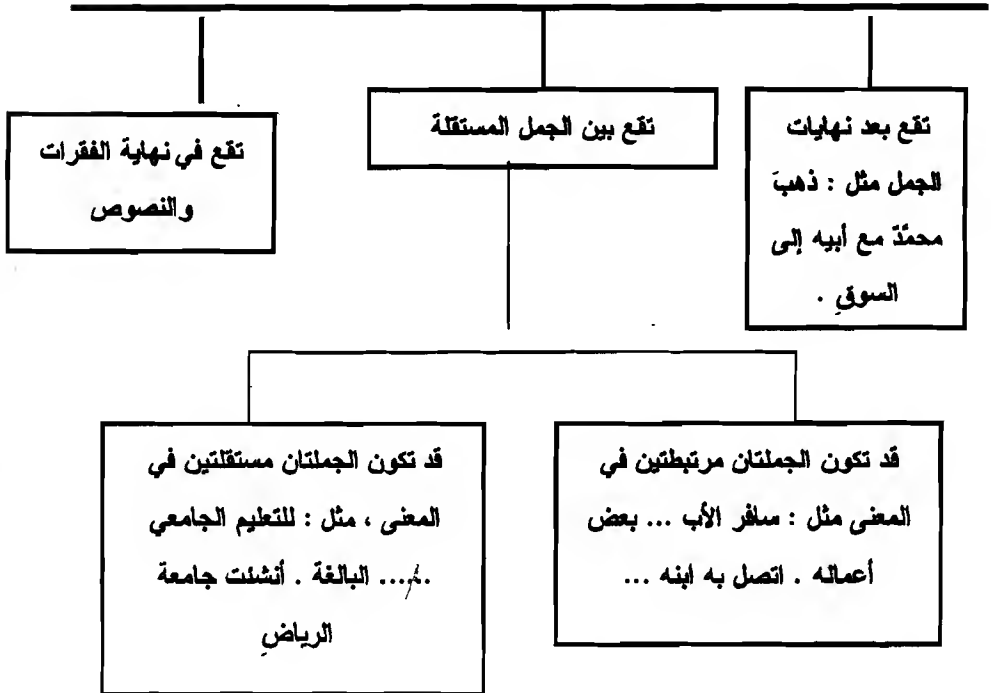 تقع بعد نهايات
الجمل مثل : ذهبَ
محمّدٌ مع أبيه إلى
السوقِ .
تقع بين الجمل المستقلة
تقع في نهاية الفقرات
والنصوص
قد تكون الجملتان مرتبطتين في
المعنى مثل : سافر الأب ... بعض
أعماله . اتصل به ابنه ...
قد تكون الجملتان مستقلتين في
المعنى ، مثل : للتعليم الجامعي
.... البالغة . أنشئت جامعة
الرياضِ